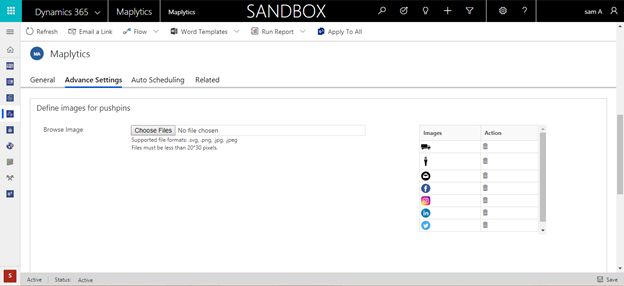 Dynamics 365 Maplytics Maplytics SANDBOX ? sam A
Refresh Email a Link Flow Word Templates Run Report Apply To All
MA Maplytics
General Advance Settings Auto Scheduling Related
Define images for pushpins
Browse Image Choose Files No file chosen
Supported file formats: .svg, .png, .jpg, .jpeg
Files must be less than 20*30 pixels.
Images Action
S Active Status: Active Save